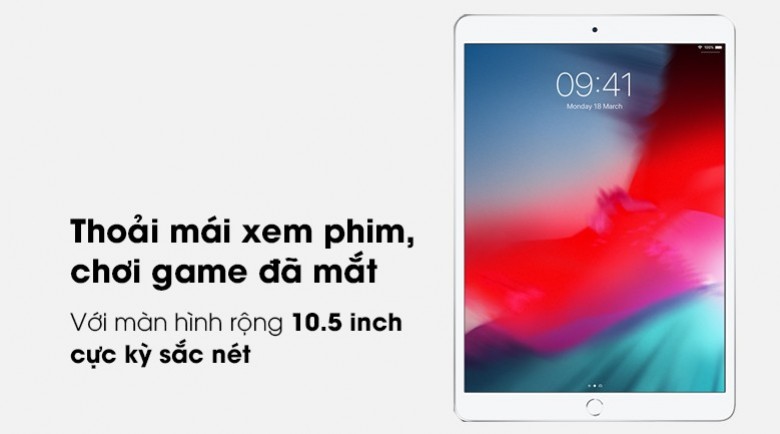 09:41
Monday 18 March
Thoải mái xem phim,
chơi game đã mắt
Với màn hình rộng 10.5 inch
cực kỳ sắc nét